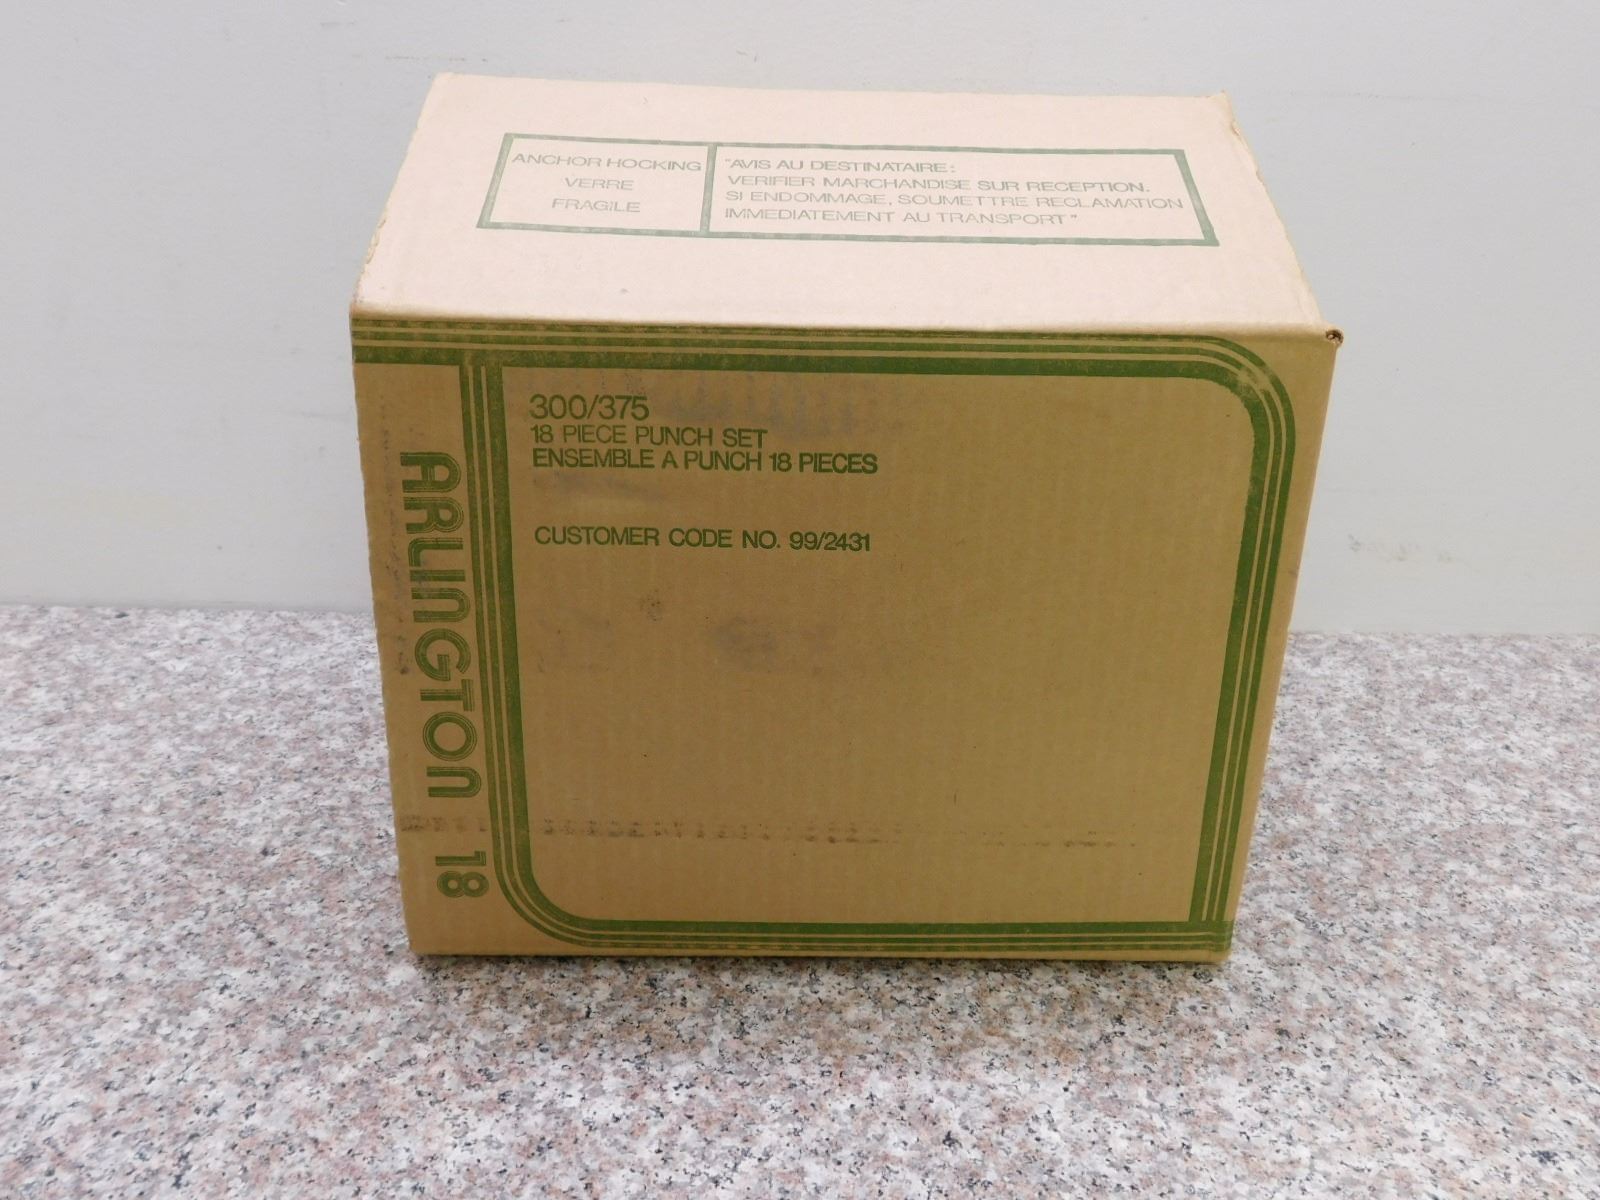 ANCHOR HOCKING
VERRE
FRAGILE
"AVIS AU DESTINATAIRE:
VERIFIER MARCHANDISE SUR RECEPTION.
SI ENDOMMAGE, SOUMETTRE RECLAMATION
IMMEDIATEMENT AU TRANSPORT"
300/375
18 PIECE PUNCH SET
ENSEMBLE A PUNCH 18 PIECES
CUSTOMER CODE NO. 99/2431
ARLINGTON 18